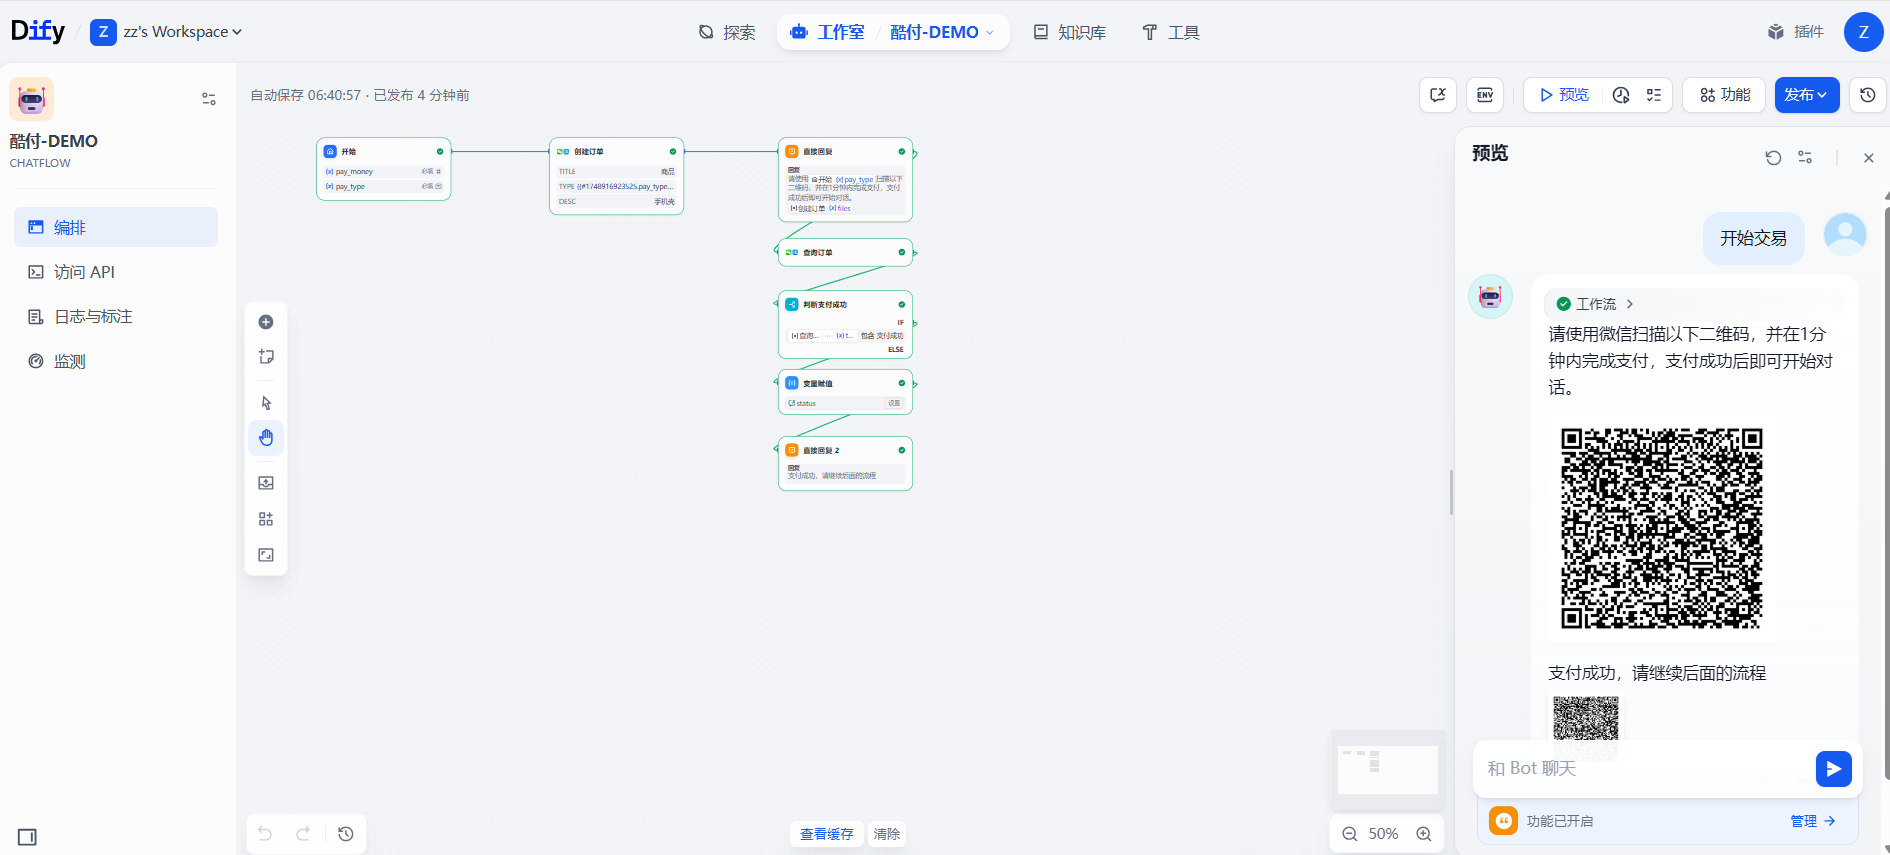 Dify
/
Z zz's Workspace
探索
工作室 / 酷付-DEMO
知识库
工具
插件
Z
酷付-DEMO
CHATFLOW
编排
访问 API
日志与标注
监测
自动保存 06:40:57 · 已发布 4 分钟前
ENV
预览
功能
发布
开始
{x} pay_money 必填 #
{x} pay_type 必填
创建订单
TITLE 商品
TYPE {{#1748916923525.pay_type...
DESC 手机壳
直接回复
回复
请使用 开始 {x} pay_type 扫描以下
二维码，并在1分钟内完成支付，支付
成功后即可开始对话。
创建订单 {x} files
查询订单
判断支付成功
IF
查询... ... {x} t... 包含 支付成功
ELSE
变量赋值
status 设置
直接回复 2
回复
支付成功，请继续后面的流程
查看缓存
清除
50%
预览
开始交易
工作流
请使用微信扫描以下二维码，并在1分
钟内完成支付，支付成功后即可开始对
话。
支付成功，请继续后面的流程
和 Bot 聊天
功能已开启
管理 →